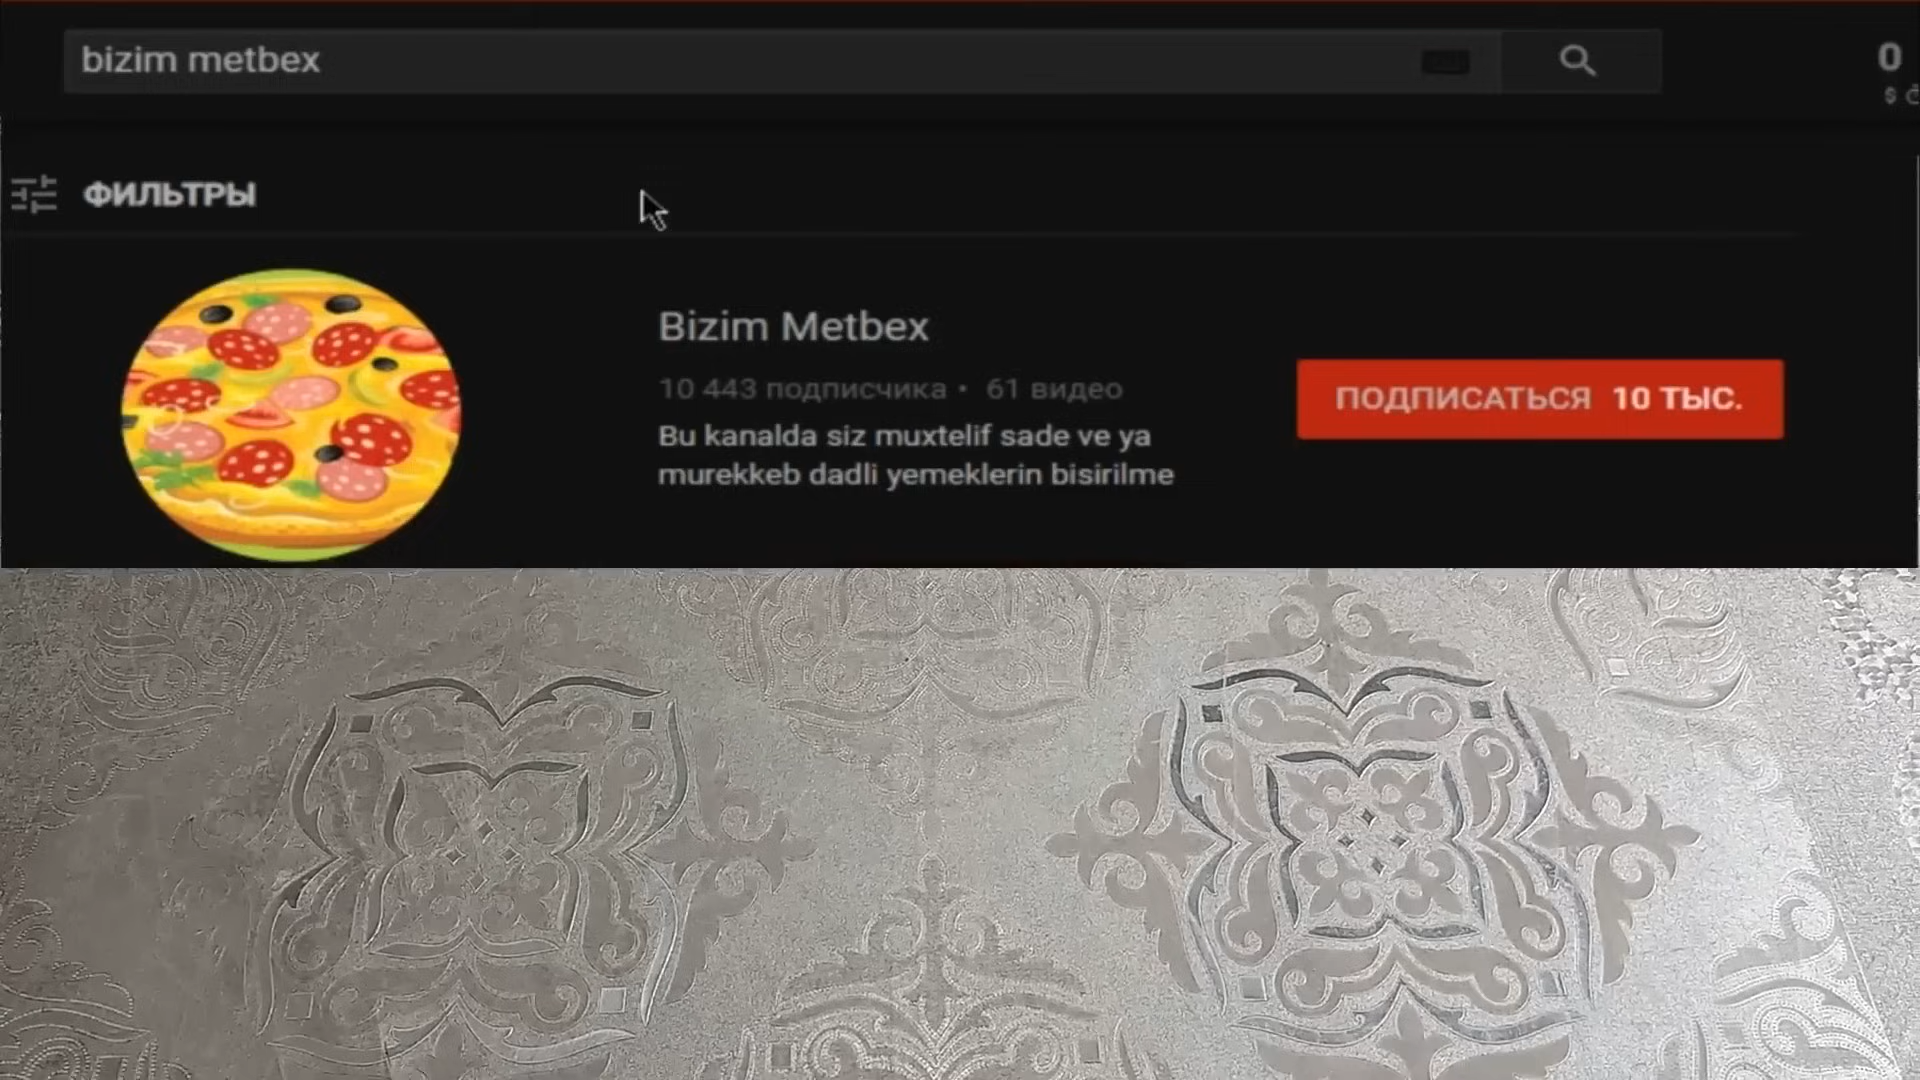 bizim metbex
0
ФИЛЬТРЫ
Bizim Metbex
10 443 подписчика • 61 видео
ПОДПИСАТЬСЯ 10 ТЫС.
Bu kanalda siz muxtelif sade ve ya
murekkeb dadli yemeklerin bisirilme